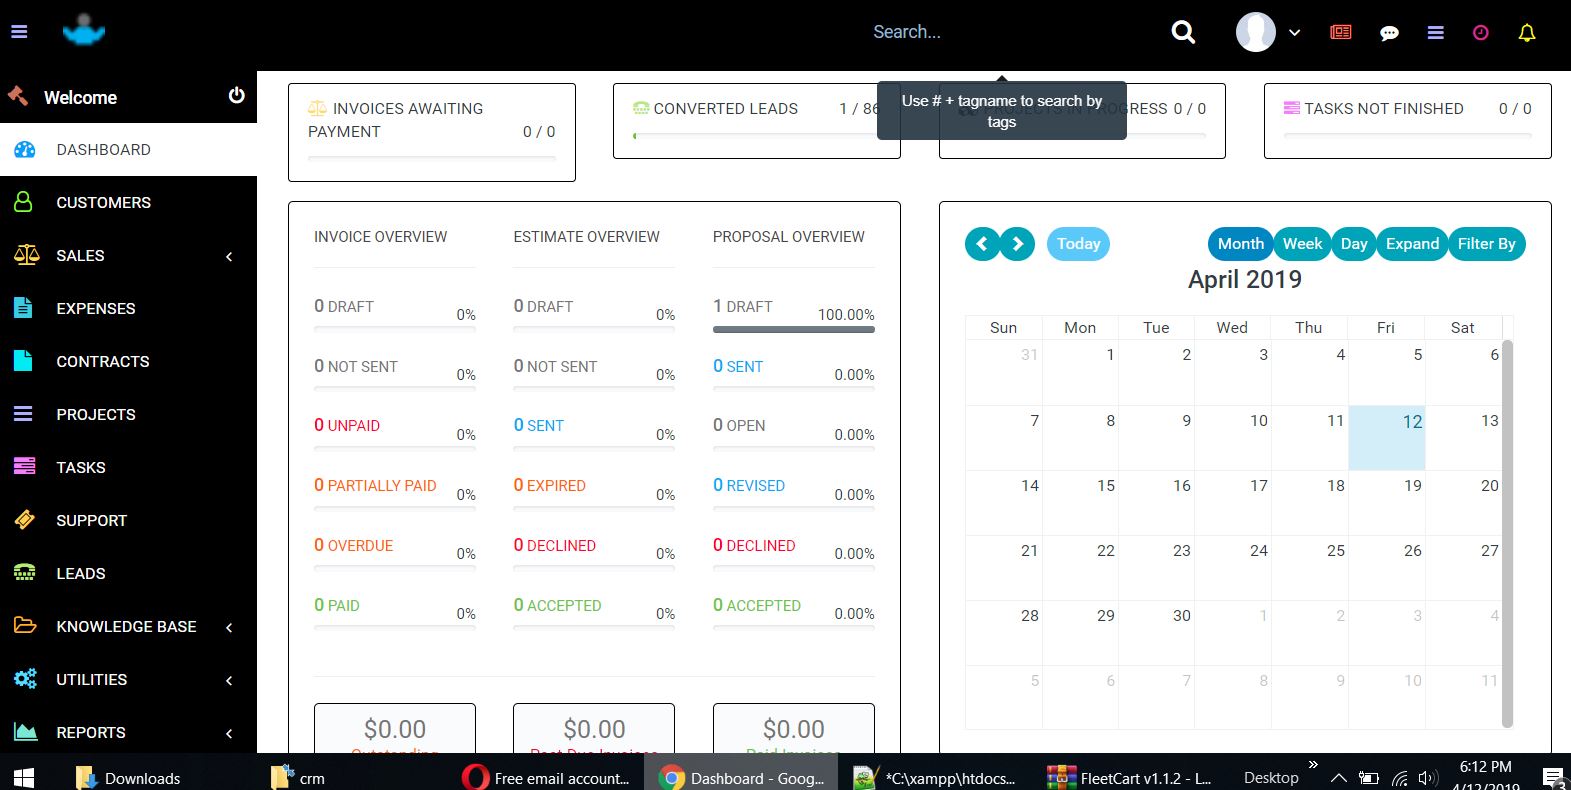 Search...
Welcome
DASHBOARD
CUSTOMERS
SALES
EXPENSES
CONTRACTS
PROJECTS
TASKS
SUPPORT
LEADS
KNOWLEDGE BASE
UTILITIES
REPORTS
INVOICES AWAITING
PAYMENT 0 / 0
CONVERTED LEADS 1 / 86
Use # + tagname to search by
tags
PROJECTS IN PROGRESS 0 / 0
TASKS NOT FINISHED 0 / 0
INVOICE OVERVIEW
0 DRAFT 0%
0 NOT SENT 0%
0 UNPAID 0%
0 PARTIALLY PAID 0%
0 OVERDUE 0%
0 PAID 0%
ESTIMATE OVERVIEW
0 DRAFT 0%
0 NOT SENT 0%
0 SENT 0%
0 EXPIRED 0%
0 DECLINED 0%
0 ACCEPTED 0%
PROPOSAL OVERVIEW
1 DRAFT 100.00%
0 SENT 0.00%
0 OPEN 0.00%
0 REVISED 0.00%
0 DECLINED 0.00%
0 ACCEPTED 0.00%
$0.00
Outstanding
$0.00
Past Due Invoices
$0.00
Paid Invoices
Today Month Week Day Expand Filter By
April 2019
Sun Mon Tue Wed Thu Fri Sat
31 1 2 3 4 5 6
7 8 9 10 11 12 13
14 15 16 17 18 19 20
21 22 23 24 25 26 27
28 29 30 1 2 3 4
5 6 7 8 9 10 11
Downloads
crm
Free email account...
Dashboard - Goog...
*C:\xampp\htdocs...
FleetCart v1.1.2 - L...
Desktop
6:12 PM
4/12/2019
3